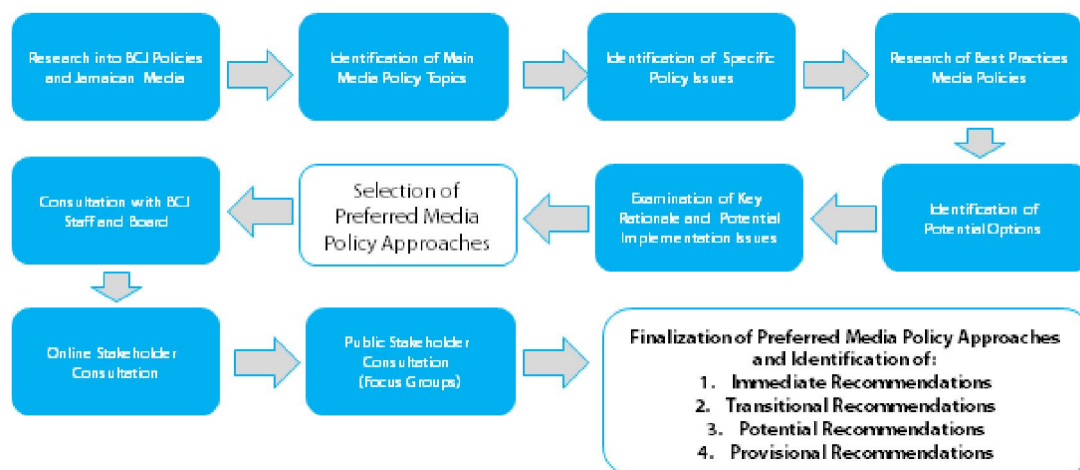 Research into BCJ Policies
and Jamaican Media
Identification of Main
Media Policy Topics
Identification of Specific
Policy Issues
Research of Best Practices
Media Policies
Identification of
Potential Options
Examination of Key
Rationale and Potential
Implementation Issues
Selection of
Preferred Media
Policy Approaches
Consultation with BCJ
Staff and Board
Online Stakeholder
Consultation
Public Stakeholder
Consultation
(Focus Groups)
Finalization of Preferred Media Policy Approaches
and Identification of:
1. Immediate Recommendations
2. Transitional Recommendations
3. Potential Recommendations
4. Provisional Recommendations